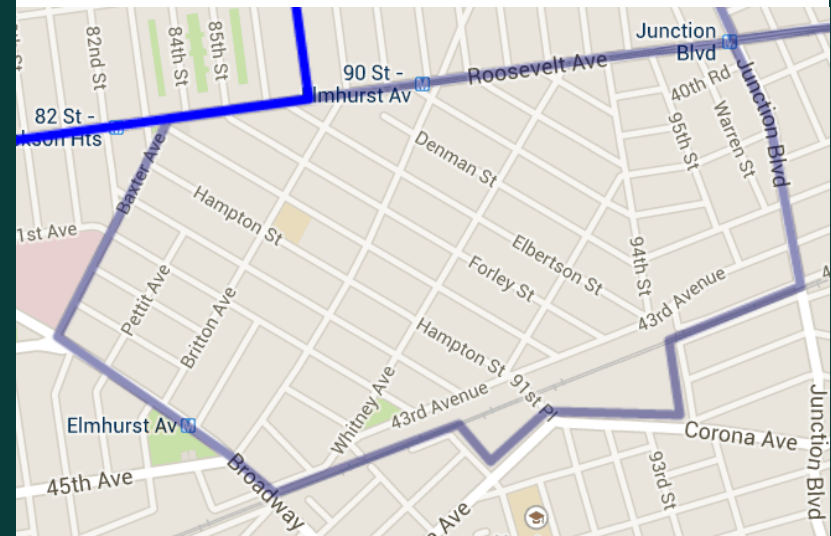 82nd St
84th St
85th St
Junction
Blvd
90 St -
lmhurst Av
Roosevelt Ave
40th Rd
82 St -
kson Hts
Baxter Ave
Denman St
95th St
Warren St
Junction Blvd
Hampton St
1st Ave
Elbertson St
94th St
Forley St
Pettit Ave
Britton Ave
43rd Avenue
Hampton St
91st Pl
Whitney Ave
43rd Avenue
Elmhurst Av
Junction Blvd
Corona Ave
45th Ave
Broadway
93rd St
a Ave